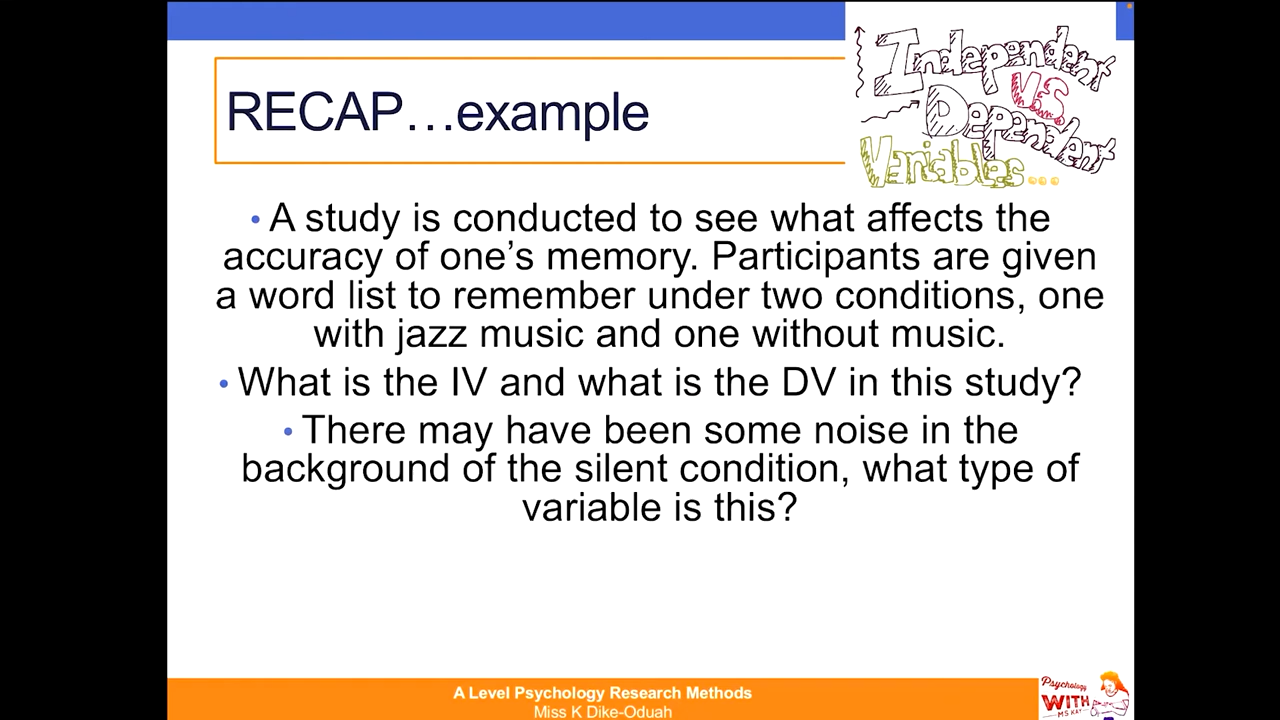 Independent
V.S.
Dependent
Variables...
RECAP…example
• A study is conducted to see what affects the
accuracy of one’s memory. Participants are given
a word list to remember under two conditions, one
with jazz music and one without music.
• What is the IV and what is the DV in this study?
• There may have been some noise in the
background of the silent condition, what type of
variable is this?
A Level Psychology Research Methods
Miss K Dike-Oduah
Psychology
WITH